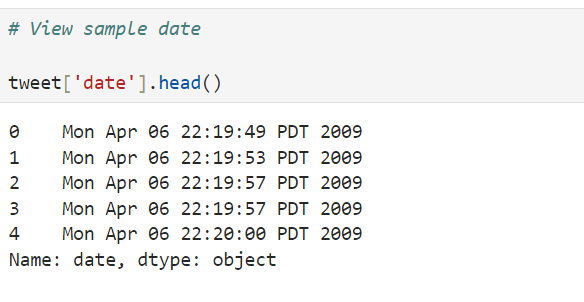 # View sample date
tweet['date'].head()
0    Mon Apr 06 22:19:49 PDT 2009
1    Mon Apr 06 22:19:53 PDT 2009
2    Mon Apr 06 22:19:57 PDT 2009
3    Mon Apr 06 22:19:57 PDT 2009
4    Mon Apr 06 22:20:00 PDT 2009
Name: date, dtype: object